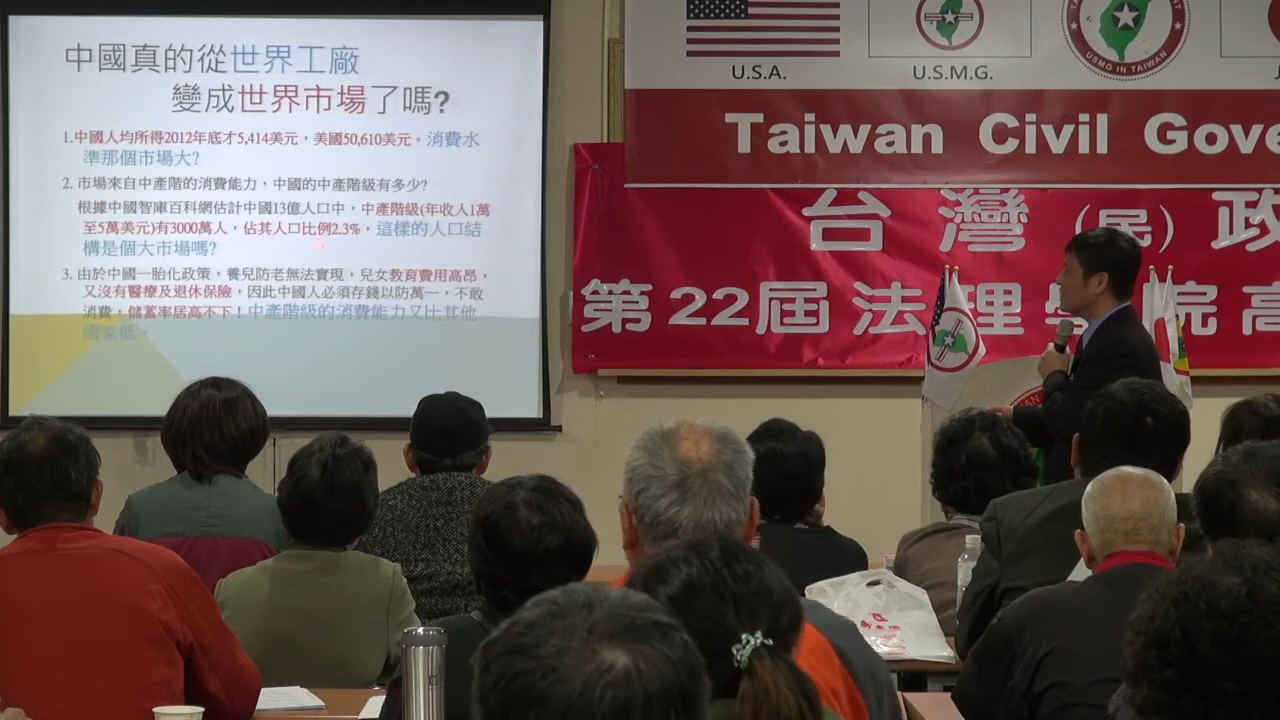 中國真的從世界工廠
變成世界市場了嗎?
1.中國人均所得2012年底才5,414美元，美國50,610美元。消費水
準那個市場大?
2. 市場來自中產階的消費能力，中國的中產階級有多少?
根據中國智庫百科網估計中國13億人口中，中產階級(年收入1萬
至5萬美元)有3000萬人，佔其人口比例2.3%，這樣的人口結
構是個大市場嗎?
3. 由於中國一胎化政策，養兒防老無法實現，兒女教育費用高昂，
又沒有醫療及退休保險，因此中國人必須存錢以防萬一，不敢
消費，儲蓄率居高不下！中產階級的消費能力又比其他
國家低。
U.S.A.
U.S.M.G.
USMG IN TAIWAN
Taiwan Civil Gove
台灣（民）政
第22屆法理學院高